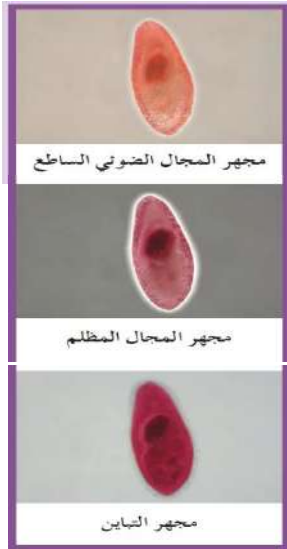 مجهر المجال الضوئي الساطع
مجهر المجال المظلم
مجهر التباين